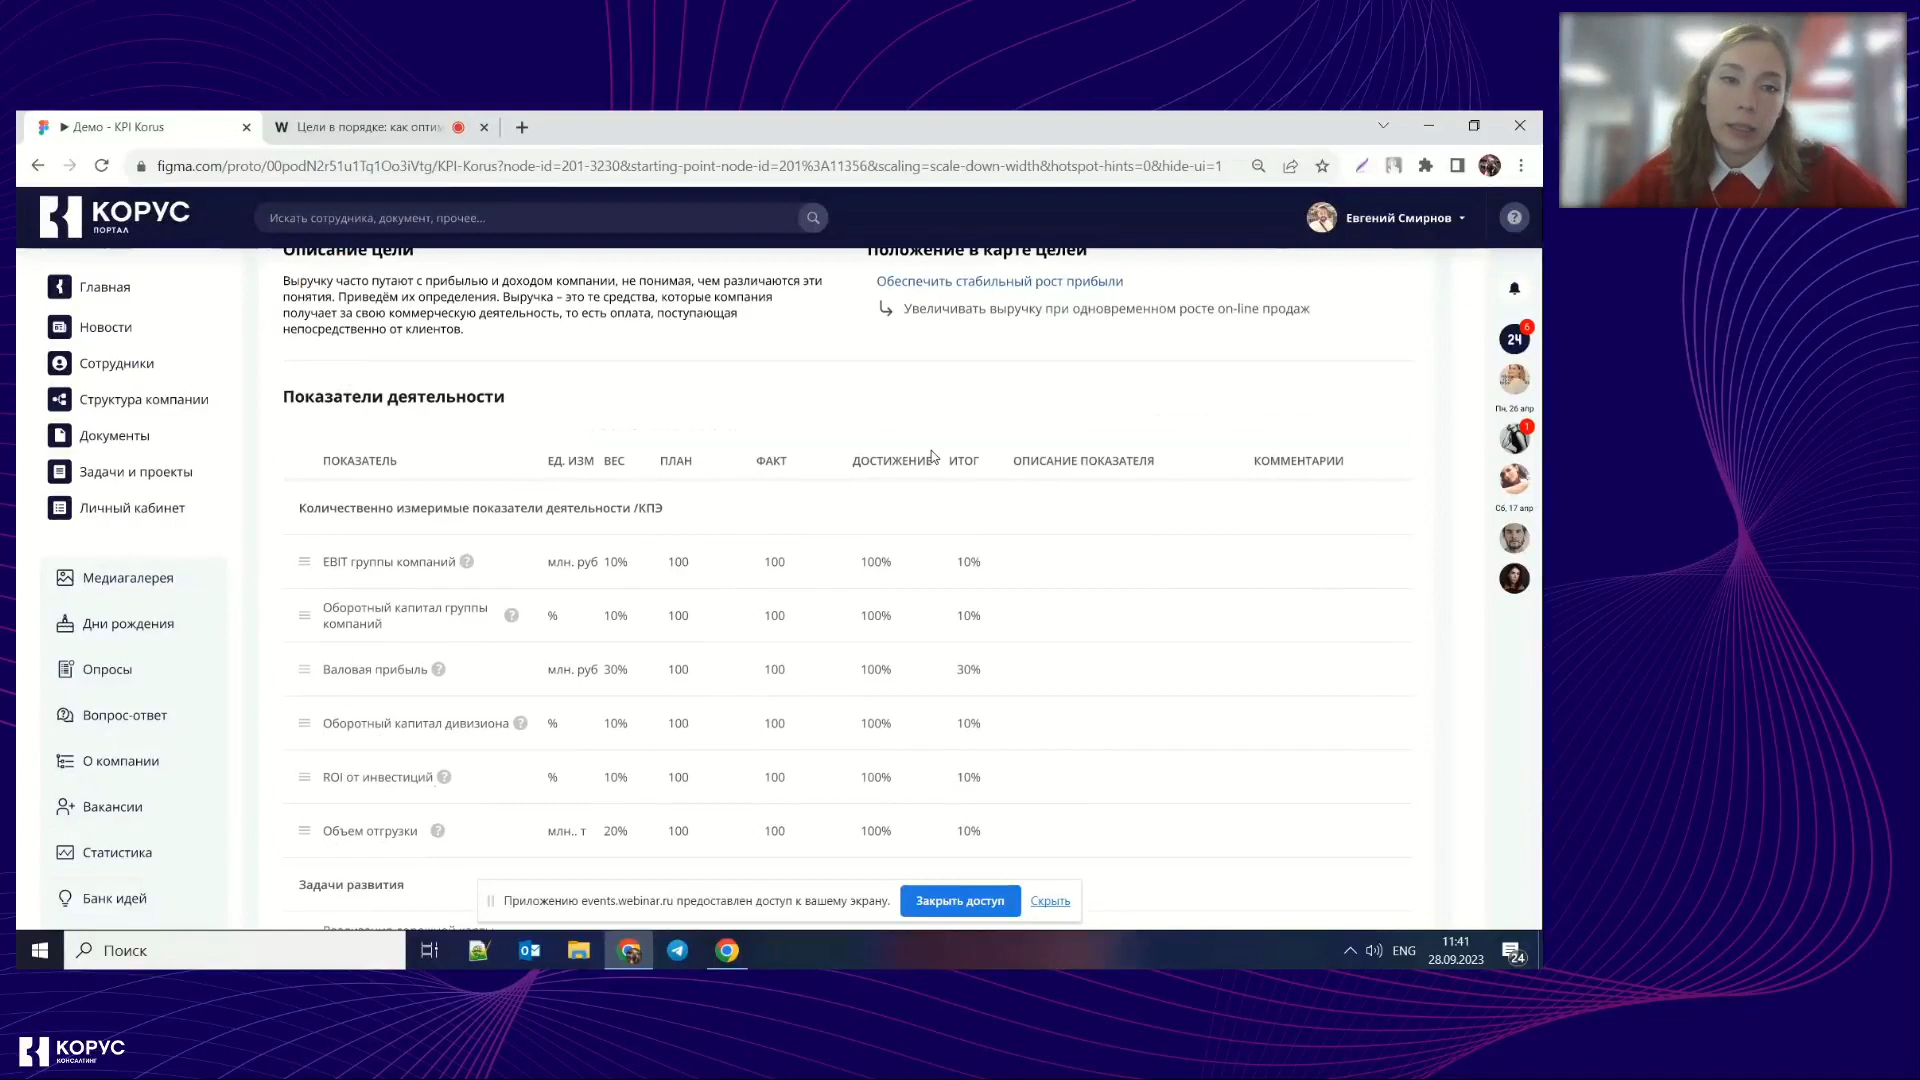 Демо - KPI Korus
W Цели в порядке: как опти
figma.com/proto/00podN2r51u1Tq1Oo3iVtg/KPI-Korus?node-id=201-3230&starting-point-node-id=201%3A11356&scaling=scale-down-width&hotspot-hints=0&hide-ui=1
КОРУС
ПОРТАЛ
Искать сотрудника, документ, прочее...
Евгений Смирнов
?
Главная
Новости
Сотрудники
Структура компании
Документы
Задачи и проекты
Личный кабинет
Медиагалерея
Дни рождения
Опросы
Вопрос-ответ
О компании
Вакансии
Статистика
Банк идей
Описание цели
Выручку часто путают с прибылью и доходом компании, не понимая, чем различаются эти
понятия. Приведём их определения. Выручка – это те средства, которые компания
получает за свою коммерческую деятельность, то есть оплата, поступающая
непосредственно от клиентов.
Положение в карте целей
Обеспечить стабильный рост прибыли
Увеличивать выручку при одновременном росте on-line продаж
Показатели деятельности
ПОКАЗАТЕЛЬ ЕД. ИЗМ ВЕС ПЛАН ФАКТ ДОСТИЖЕНИЕ ИТОГ ОПИСАНИЕ ПОКАЗАТЕЛЯ КОММЕНТАРИИ
Количественно измеримые показатели деятельности /КПЭ
EBIT группы компаний ? млн. руб 10% 100 100 100% 10%
Оборотный капитал группы
компаний ? % 10% 100 100 100% 10%
Валовая прибыль ? млн. руб 30% 100 100 100% 30%
Оборотный капитал дивизиона ? % 10% 100 100 100% 10%
ROI от инвестиций ? % 10% 100 100 100% 10%
Объем отгрузки ? млн.. т 20% 100 100 100% 10%
Задачи развития
Приложению events.webinar.ru предоставлен доступ к вашему экрану.
Закрыть доступ
Скрыть
24
6
Пн, 26 апр
1
Сб, 17 апр
Поиск
ENG
11:41
28.09.2023
24
КОРУС
КОНСАЛТИНГ